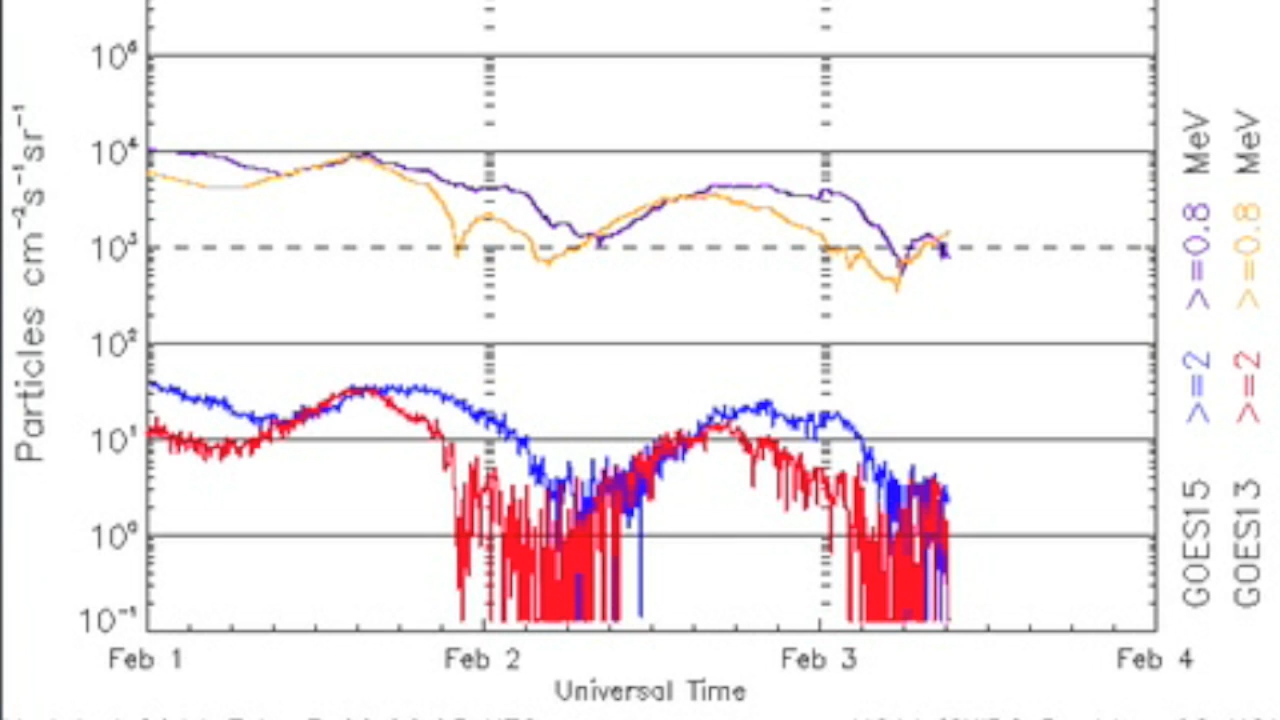 10⁶
10⁴
10³
10²
10¹
10⁰
10⁻¹
Particles cm⁻²s⁻¹sr⁻¹
Feb 1 Feb 2 Feb 3 Feb 4
Universal Time
GOES15 >=2 >=0.8 MeV
GOES13 >=2 >=0.8 MeV